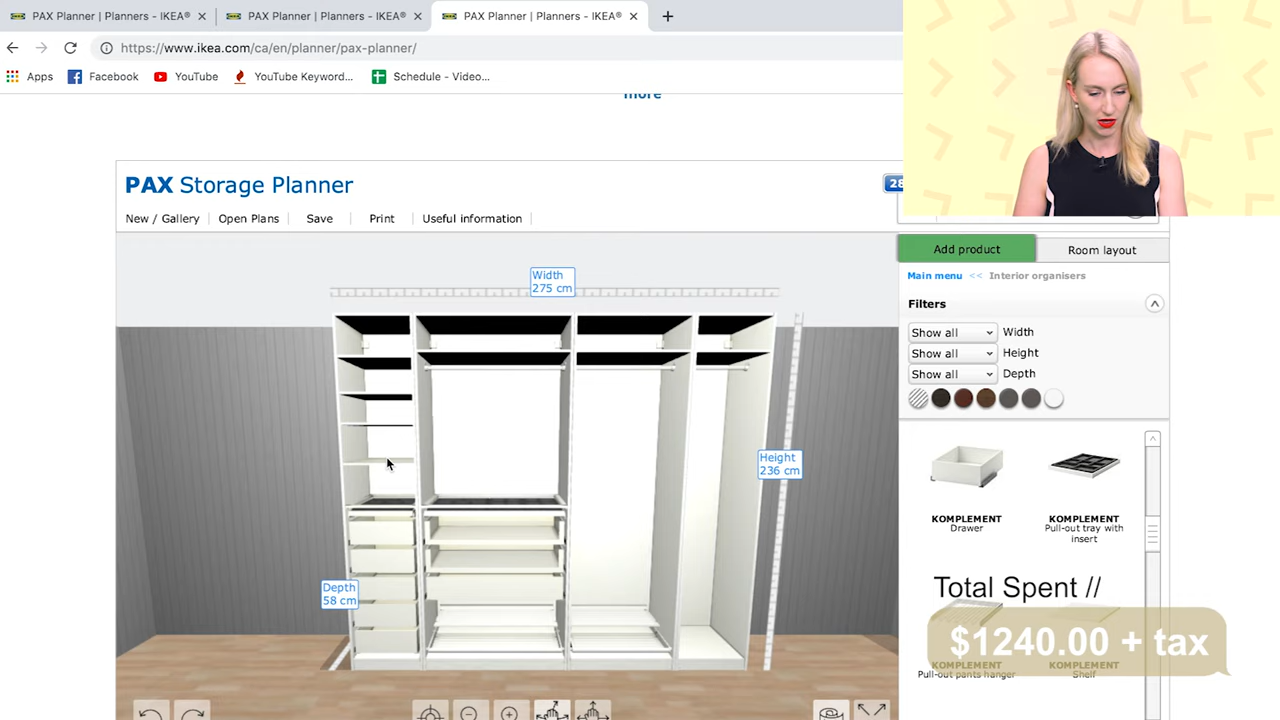 PAX Planner | Planners - IKEA®
PAX Planner | Planners - IKEA®
PAX Planner | Planners - IKEA®
https://www.ikea.com/ca/en/planner/pax-planner/
Apps
Facebook
YouTube
YouTube Keyword...
Schedule - Video...
more
PAX Storage Planner
28
New / Gallery
Open Plans
Save
Print
Useful information
Add product
Room layout
Main menu << Interior organisers
Filters
Show all Width
Show all Height
Show all Depth
Width
275 cm
Height
236 cm
Depth
58 cm
KOMPLEMENT
Drawer
KOMPLEMENT
Pull-out tray with
insert
Total Spent //
$1240.00 + tax
KOMPLEMENT
Pull-out pants hanger
KOMPLEMENT
Shelf